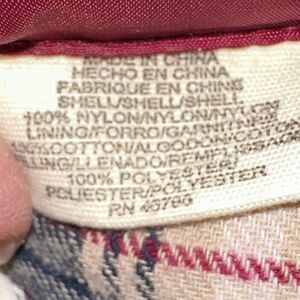 MADE IN CHINA
HECHO EN CHINA
FABRIQUE EN CHINE
SHELL/SHELL/SHELL
100% NYLON/NYLON/NYLON
LINING/FORRO/GARNITURE
100%COTTON/ALGODON/COTON
FILLING/LLENADO/REMPLISSAGE
100% POLYESTER/
POLIESTER/POLYESTER
RN 45790